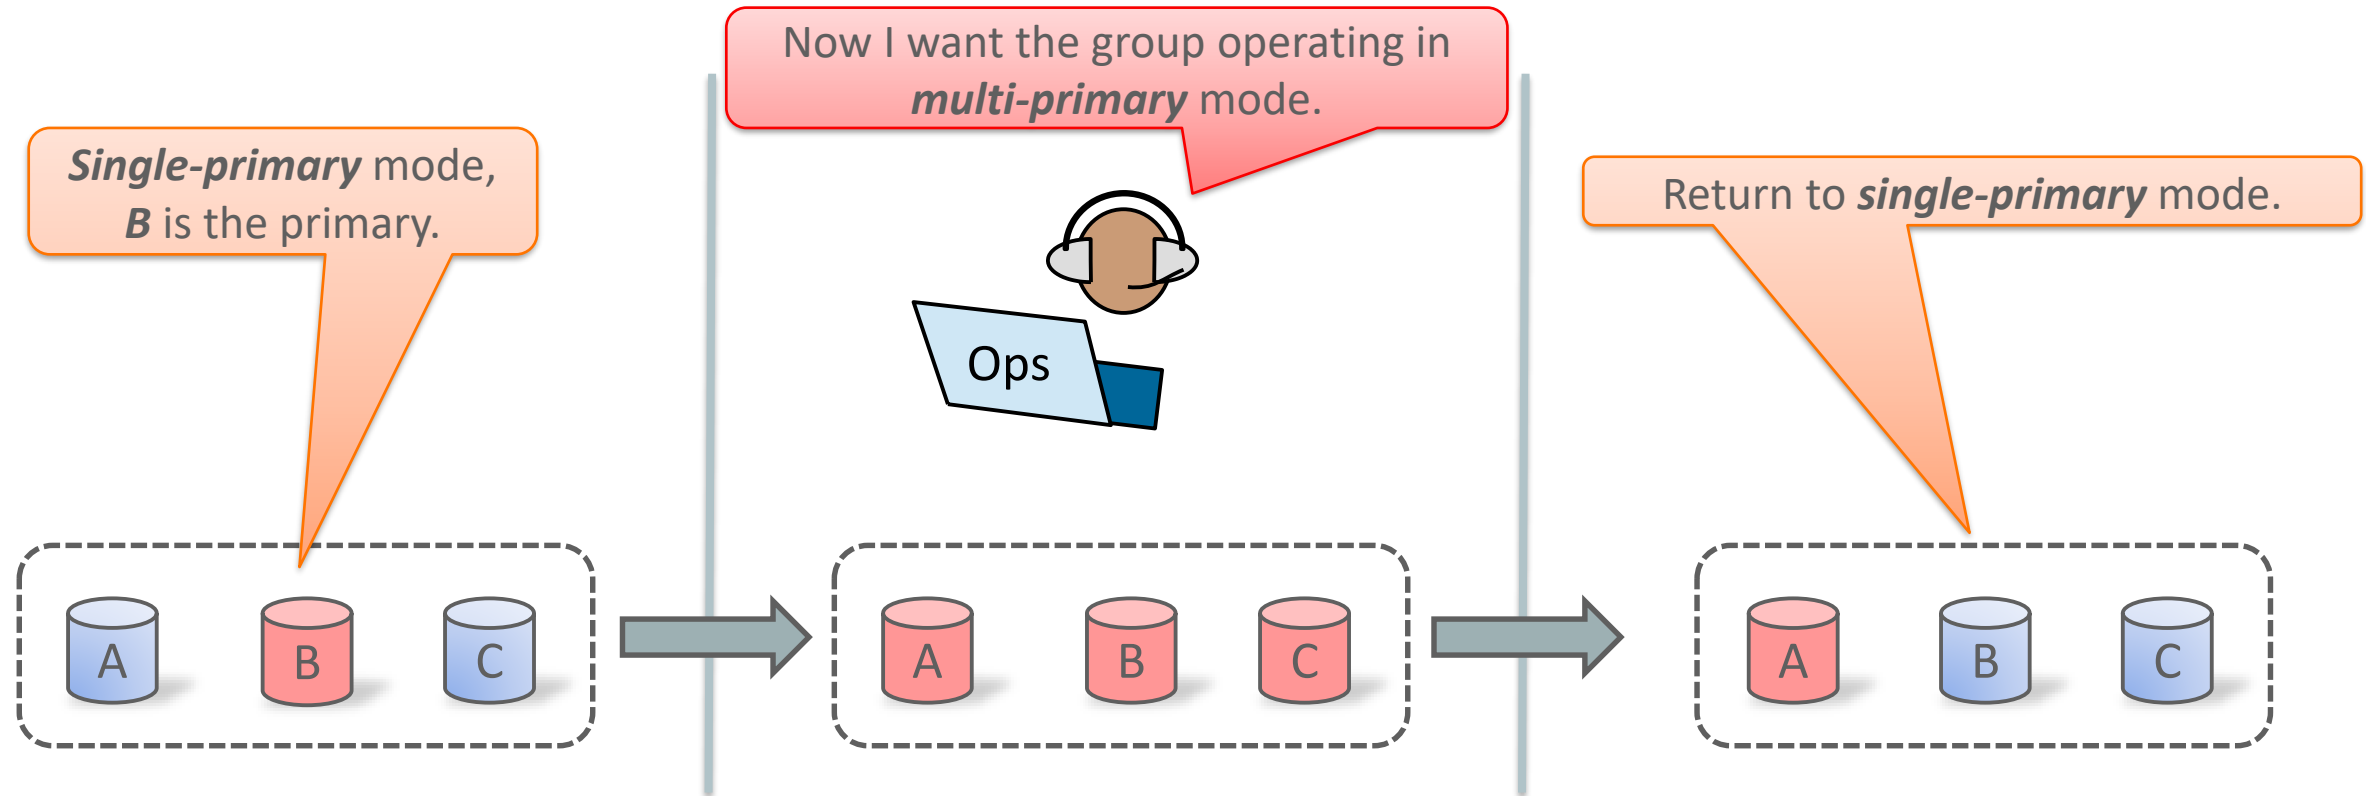 Single-primary mode,
B is the primary.
Now I want the group operating in
multi-primary mode.
Ops
Return to single-primary mode.
A
B
C
A
B
C
A
B
C